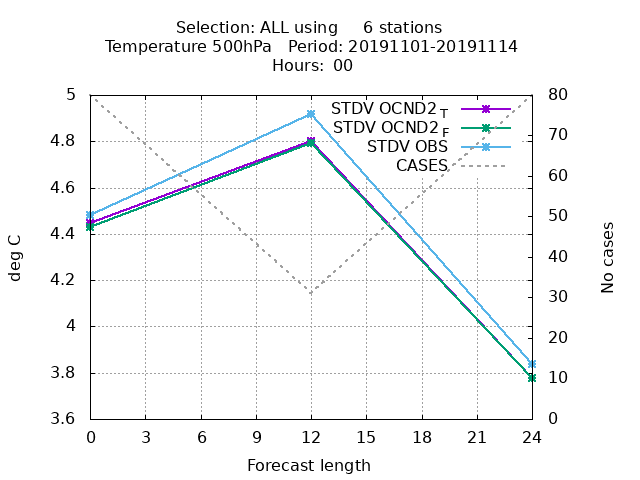 Selection: ALL using     6 stations
Temperature 500hPa   Period: 20191101-20191114
Hours:  00
5
4.8
4.6
4.4
4.2
4
3.8
3.6
deg C
STDV OCND2 T
STDV OCND2 F
STDV OBS
CASES
80
70
60
50
40
30
20
10
0
No cases
0 3 6 9 12 15 18 21 24
Forecast length